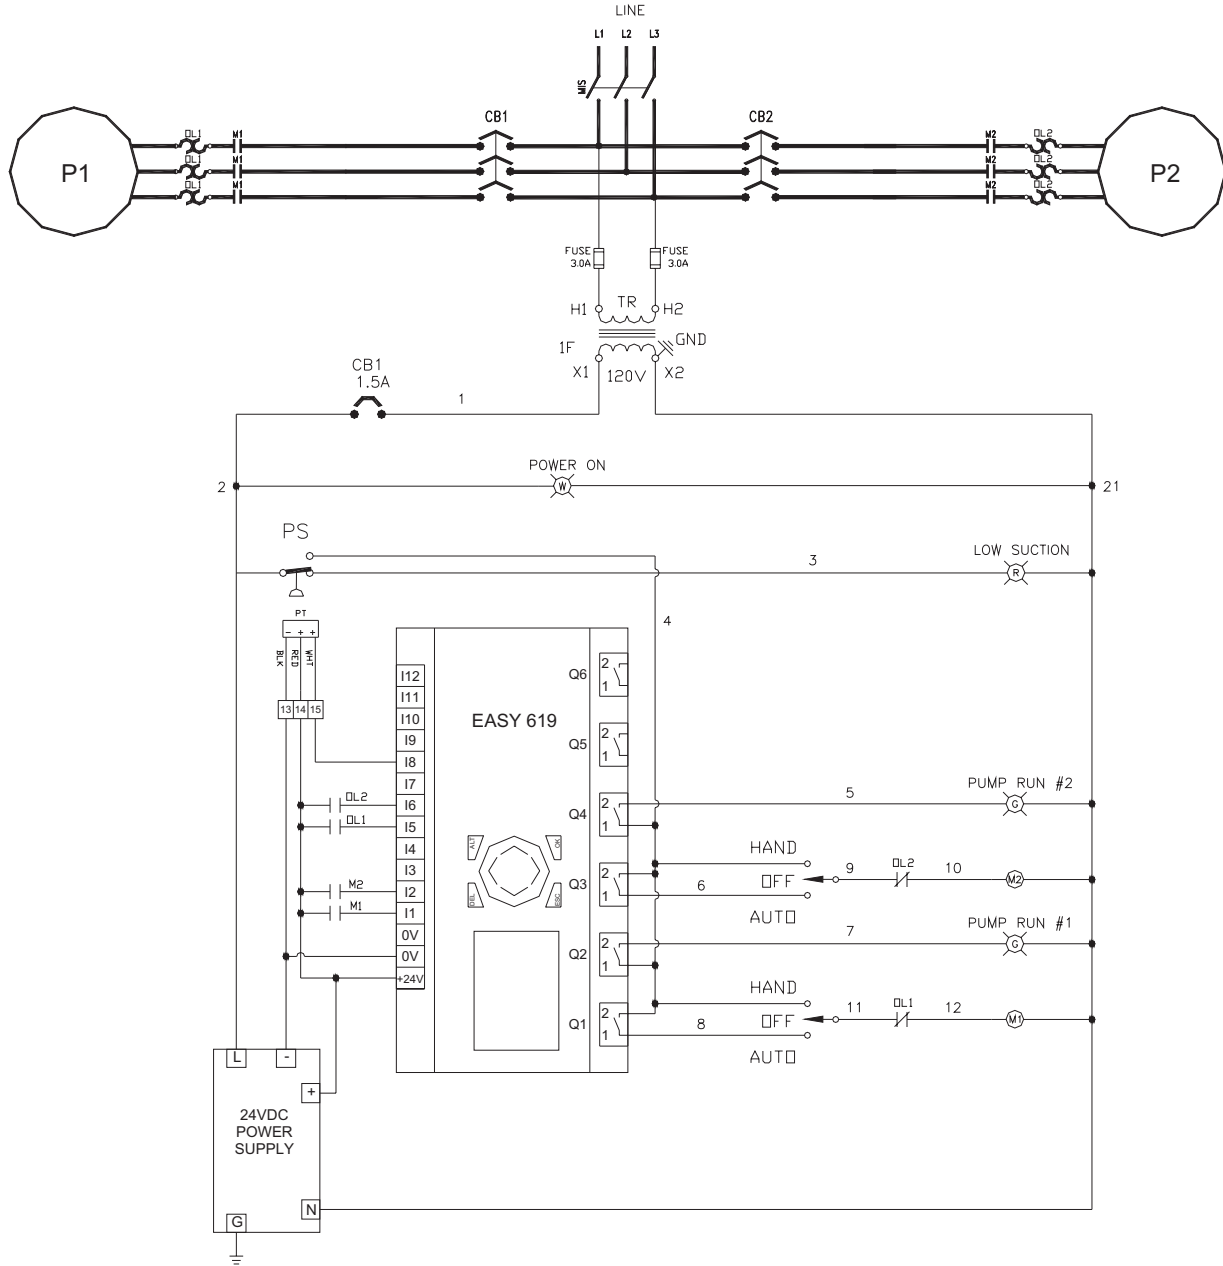 LINE
L1 L2 L3
MIS
CB1 CB2
OL1 M1 M2 OL2
P1 OL1 M1 M2 OL2 P2
OL1 M1 M2 OL2
FUSE
3.0A
FUSE
3.0A
H1 TR H2
1F GND
X1 120V X2
CB1
1.5A
1
POWER ON
2 W 21
PS
LOW SUCTION
3
R
PT
- + +
BLK RED WHT
4
13 14 15
EASY 619
I12
I11
I10
I9
I8
I7
I6
I5
I4
I3
I2
I1
0V
0V
+24V
OL2
OL1
M2
M1
ALT OK
DEL ESC
Q6 2 1
Q5 2 1
Q4 2 1
Q3 2 1
Q2 2 1
Q1 2 1
PUMP RUN #2
5 G
HAND
OFF 9 OL2 10 M2
6
AUTO
PUMP RUN #1
7 G
HAND
OFF 11 OL1 12 M1
8
AUTO
L -
+
24VDC
POWER
SUPPLY
N
G